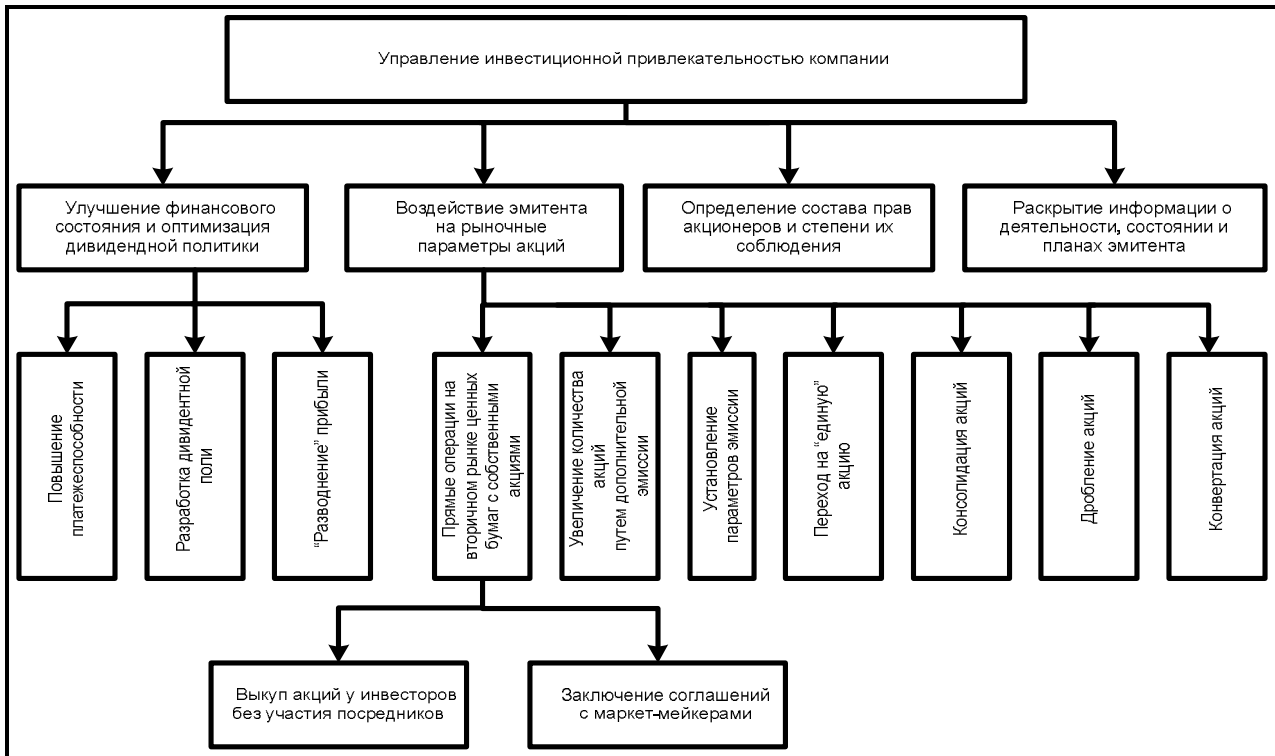 Управление инвестиционной привлекательностью компании
Улучшение финансового
состояния и оптимизация
дивидендной политики
Воздействие эмитента
на рыночные
параметры акций
Определение состава прав
акционеров и степени их
соблюдения
Раскрытие информации о
деятельности, состоянии и
планах эмитента
Повышение
платежеспособности
Разработка дивидентной
поли
“Разводнение” прибыли
Прямые операции на
вторичном рынке ценных
бумаг с собственными
акциями
Увеличение количества
акций
путем дополнительной
эмиссии
Установление
параметров эмиссии
Переход на “единую”
акцию
Консолидация акций
Дробление акций
Конвертация акций
Выкуп акций у инвесторов
без участия посредников
Заключение соглашений
с маркет-мейкерами